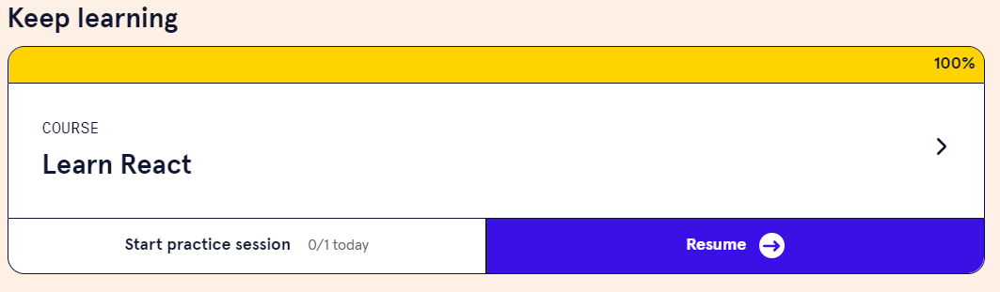 Keep learning
100%
COURSE
Learn React
Start practice session 0/1 today
Resume